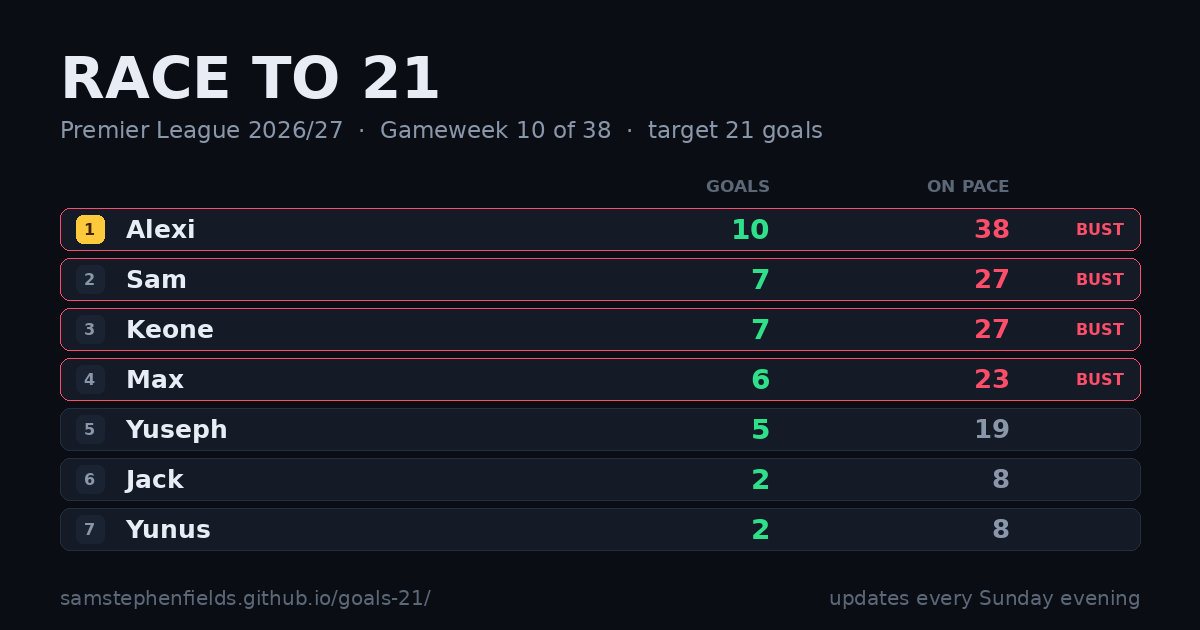 RACE TO 21
Premier League 2026/27 · Gameweek 10 of 38 · target 21 goals
GOALS ON PACE
1 Alexi 10 38 BUST
2 Sam 7 27 BUST
3 Keone 7 27 BUST
4 Max 6 23 BUST
5 Yuseph 5 19
6 Jack 2 8
7 Yunus 2 8
samstephenfields.github.io/goals-21/ updates every Sunday evening